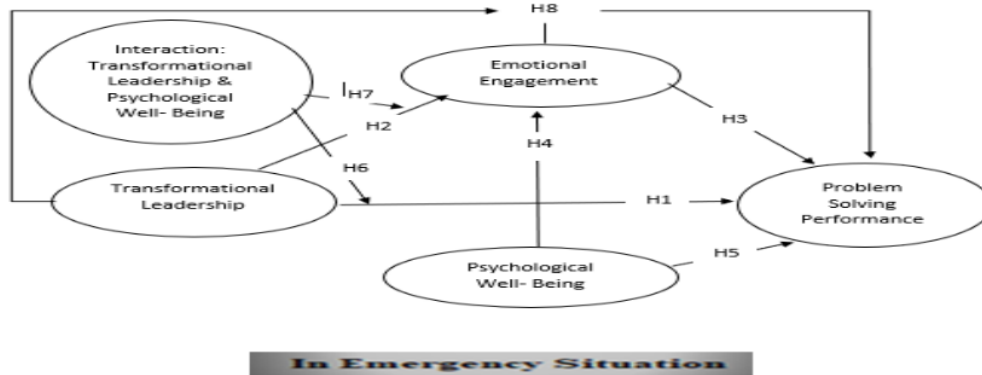 H8
Interaction:
Transformational
Leadership &
Psychological
Well- Being
Emotional
Engagement
H7
H2
H3
H4
H6
Transformational
Leadership
H1
Problem
Solving
Performance
H5
Psychological
Well- Being
In Emergency Situation